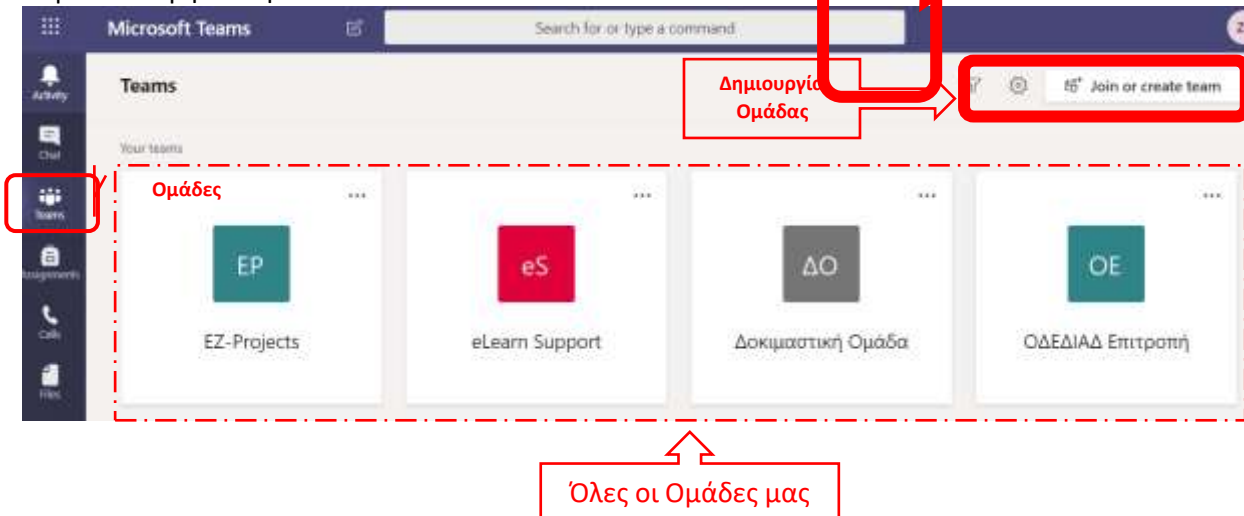 Microsoft Teams
Search for or type a command
Activity
Teams
Δημιουργία
Ομάδας
Join or create team
Chat
Your teams
Teams
Ομάδες
...
...
...
...
EP
eS
ΔΟ
ΟΕ
Assignments
Calls
EZ-Projects
eLearn Support
Δοκιμαστική Ομάδα
ΟΔΕΔΙΑΔ Επιτροπή
Files
Όλες οι Ομάδες μας